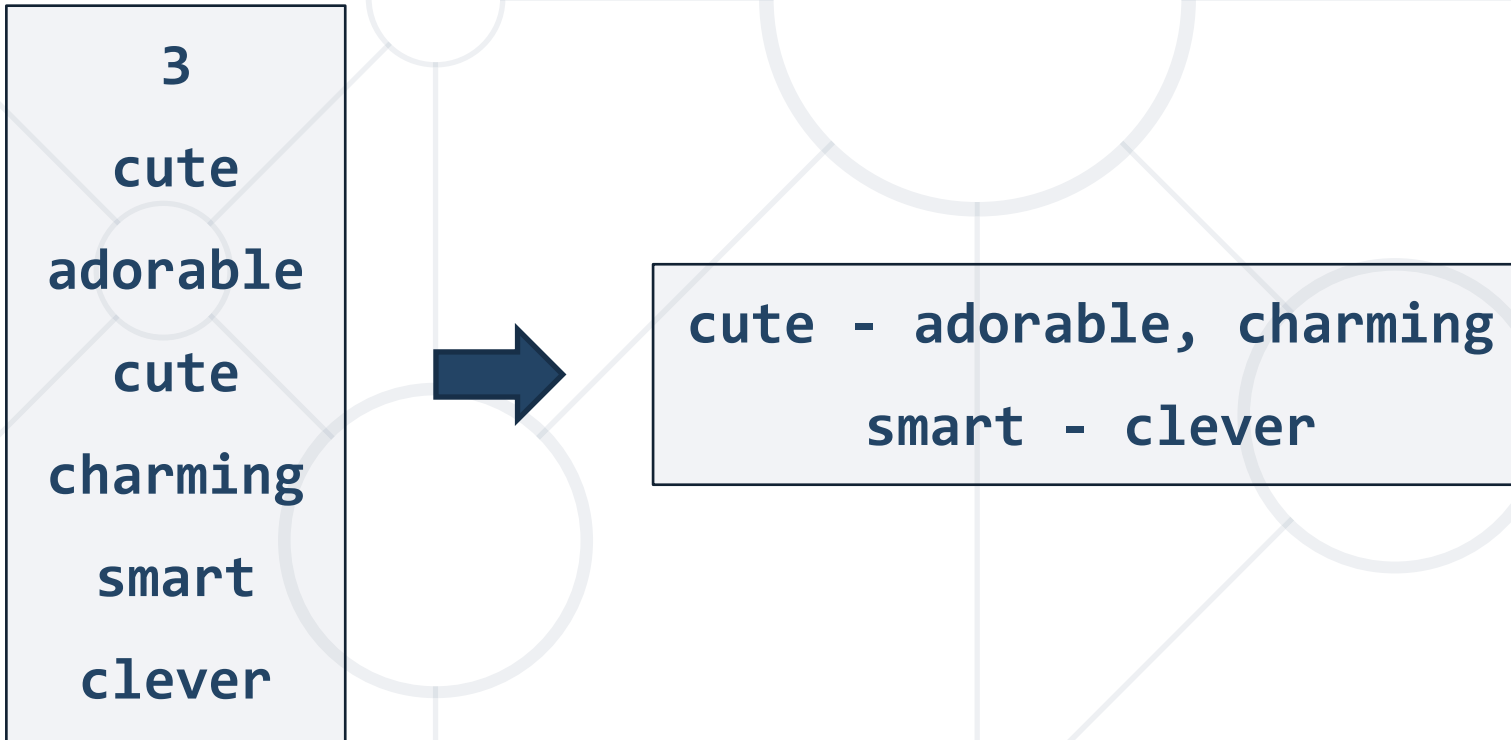 3
cute
adorable
cute
charming
smart
clever
cute - adorable, charming
smart - clever